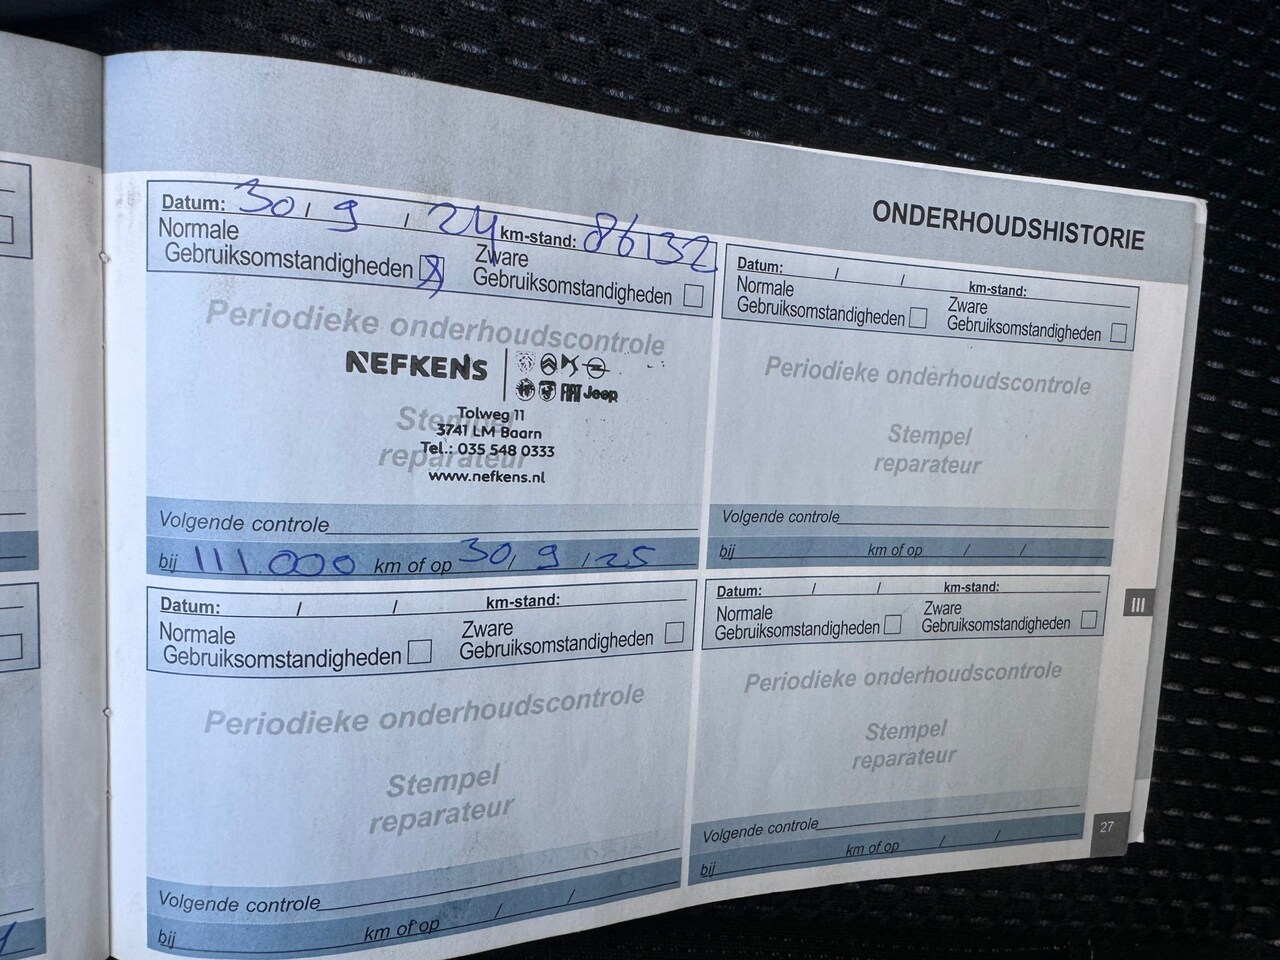 ONDERHOUDSHISTORIE
Datum: 30 / 9 / 24 km-stand: 86132
Normale Gebruiksomstandigheden X Zware Gebruiksomstandigheden
Periodieke onderhoudscontrole
NEFKENS
FIAT Jeep
Stempel
reparateur
Tolweg 11
3741 LM Baarn
Tel.: 035 548 0333
www.nefkens.nl
Volgende controle
bij 111.000 km of op 30 / 9 / 25
Datum: / / km-stand:
Normale Gebruiksomstandigheden Zware Gebruiksomstandigheden
Periodieke onderhoudscontrole
Stempel
reparateur
Volgende controle
bij km of op / /
Datum: / / km-stand:
Normale Gebruiksomstandigheden Zware Gebruiksomstandigheden
Periodieke onderhoudscontrole
Stempel
reparateur
Volgende controle
bij km of op / /
Datum: / / km-stand:
Normale Gebruiksomstandigheden Zware Gebruiksomstandigheden
Periodieke onderhoudscontrole
Stempel
reparateur
Volgende controle
bij km of op / /
III
27